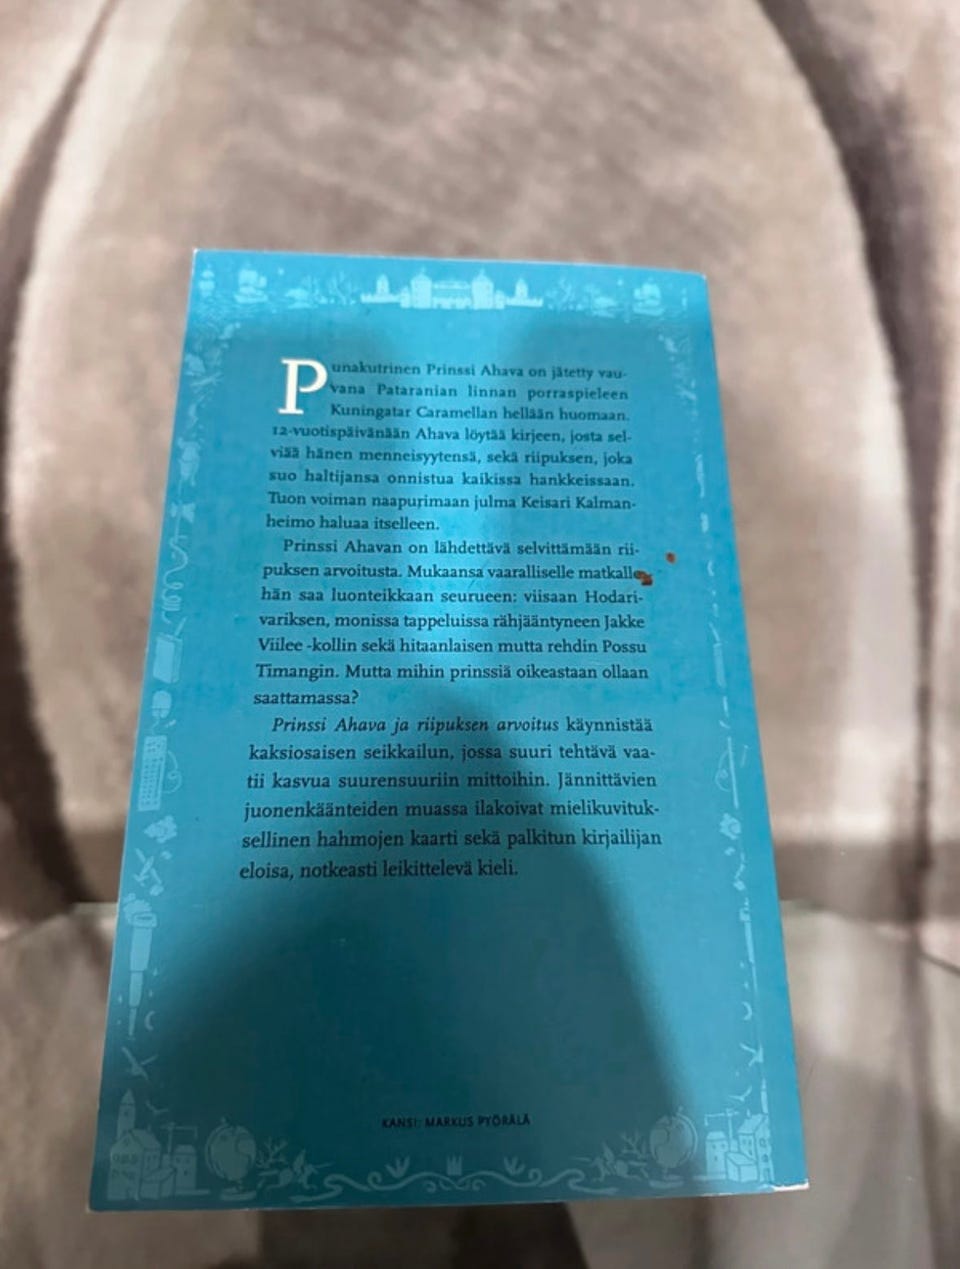 Punakutrinen Prinssi Ahava on jätetty vau-
vana Pataranian linnan porraspieleen
Kuningatar Caramellan hellään huomaan.
12-vuotispäivänään Ahava löytää kirjeen, josta sel-
viää hänen menneisyytensä, sekä riipuksen, joka
suo haltijansa onnistua kaikissa hankkeissaan.
Tuon voiman naapurimaan julma Keisari Kalman-
heimo haluaa itselleen.
Prinssi Ahavan on lähdettävä selvittämään rii-
puksen arvoitusta. Mukaansa vaaralliselle matkalle
hän saa luonteikkaan seurueen: viisaan Hodari-
variksen, monissa tappeluissa rähjääntyneen Jakke
Viilee -kollin sekä hitaanlaisen mutta rehdin Possu
Timangin. Mutta mihin prinssiä oikeastaan ollaan
saattamassa?
Prinssi Ahava ja riipuksen arvoitus käynnistää
kaksiosaisen seikkailun, jossa suuri tehtävä vaa-
tii kasvua suurensuuriin mittoihin. Jännittävien
juonenkäänteiden muassa ilakoivat mielikuvituk-
sellinen hahmojen kaarti sekä palkitun kirjailijan
eloisa, notkeasti leikittelevä kieli.
KANSI: MARKUS PYÖRÄLÄ